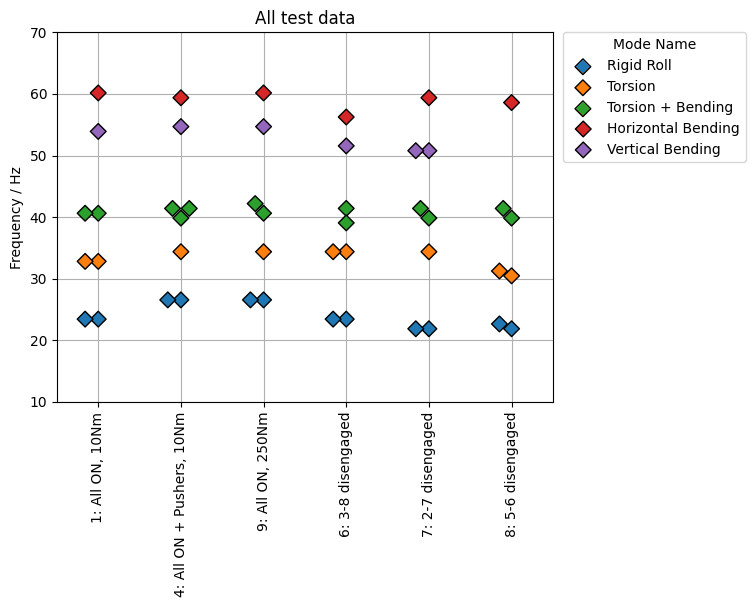 All test data
Frequency / Hz
70
60
50
40
30
20
10
1: All ON, 10Nm
4: All ON + Pushers, 10Nm
9: All ON, 250Nm
6: 3-8 disengaged
7: 2-7 disengaged
8: 5-6 disengaged
Mode Name
Rigid Roll
Torsion
Torsion + Bending
Horizontal Bending
Vertical Bending